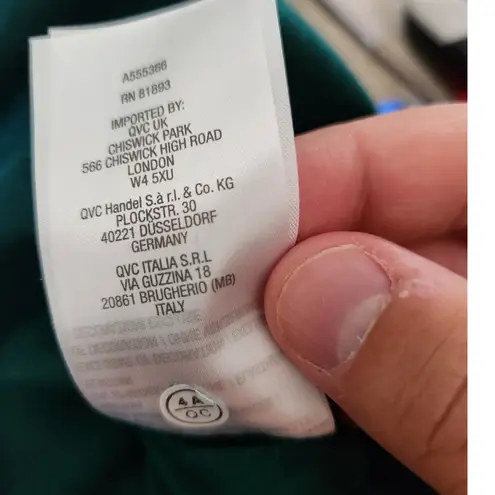 A555366
RN 81893
IMPORTED BY:
QVC UK
CHISWICK PARK
566 CHISWICK HIGH ROAD
LONDON
W4 5XU
QVC Handel S.à r.l. & Co. KG
PLOCKSTR. 30
40221 DÜSSELDORF
GERMANY
QVC ITALIA S.R.L
VIA GUZZINA 18
20861 BRUGHERIO (MB)
ITALY
4A
QC